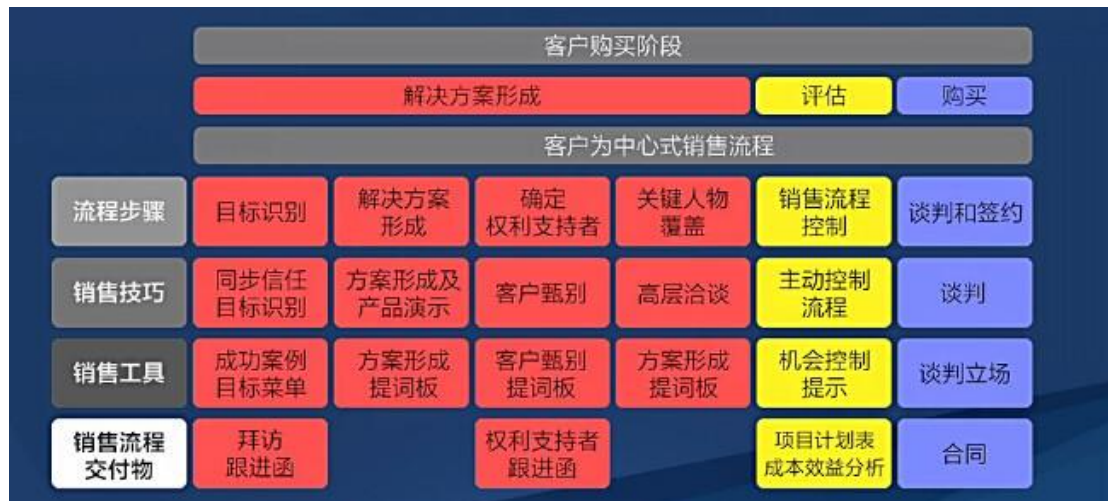 客户购买阶段
解决方案形成 评估 购买
客户为中心式销售流程
流程步骤 目标识别 解决方案 形成 确定 权利支持者 关键人物 覆盖 销售流程 控制 谈判和签约
销售技巧 同步信任 目标识别 方案形成及 产品演示 客户甄别 高层洽谈 主动控制 流程 谈判
销售工具 成功案例 目标菜单 方案形成 提词板 客户甄别 提词板 方案形成 提词板 机会控制 提示 谈判立场
销售流程 交付物 拜访 跟进函 权利支持者 跟进函 项目计划表 成本效益分析 合同